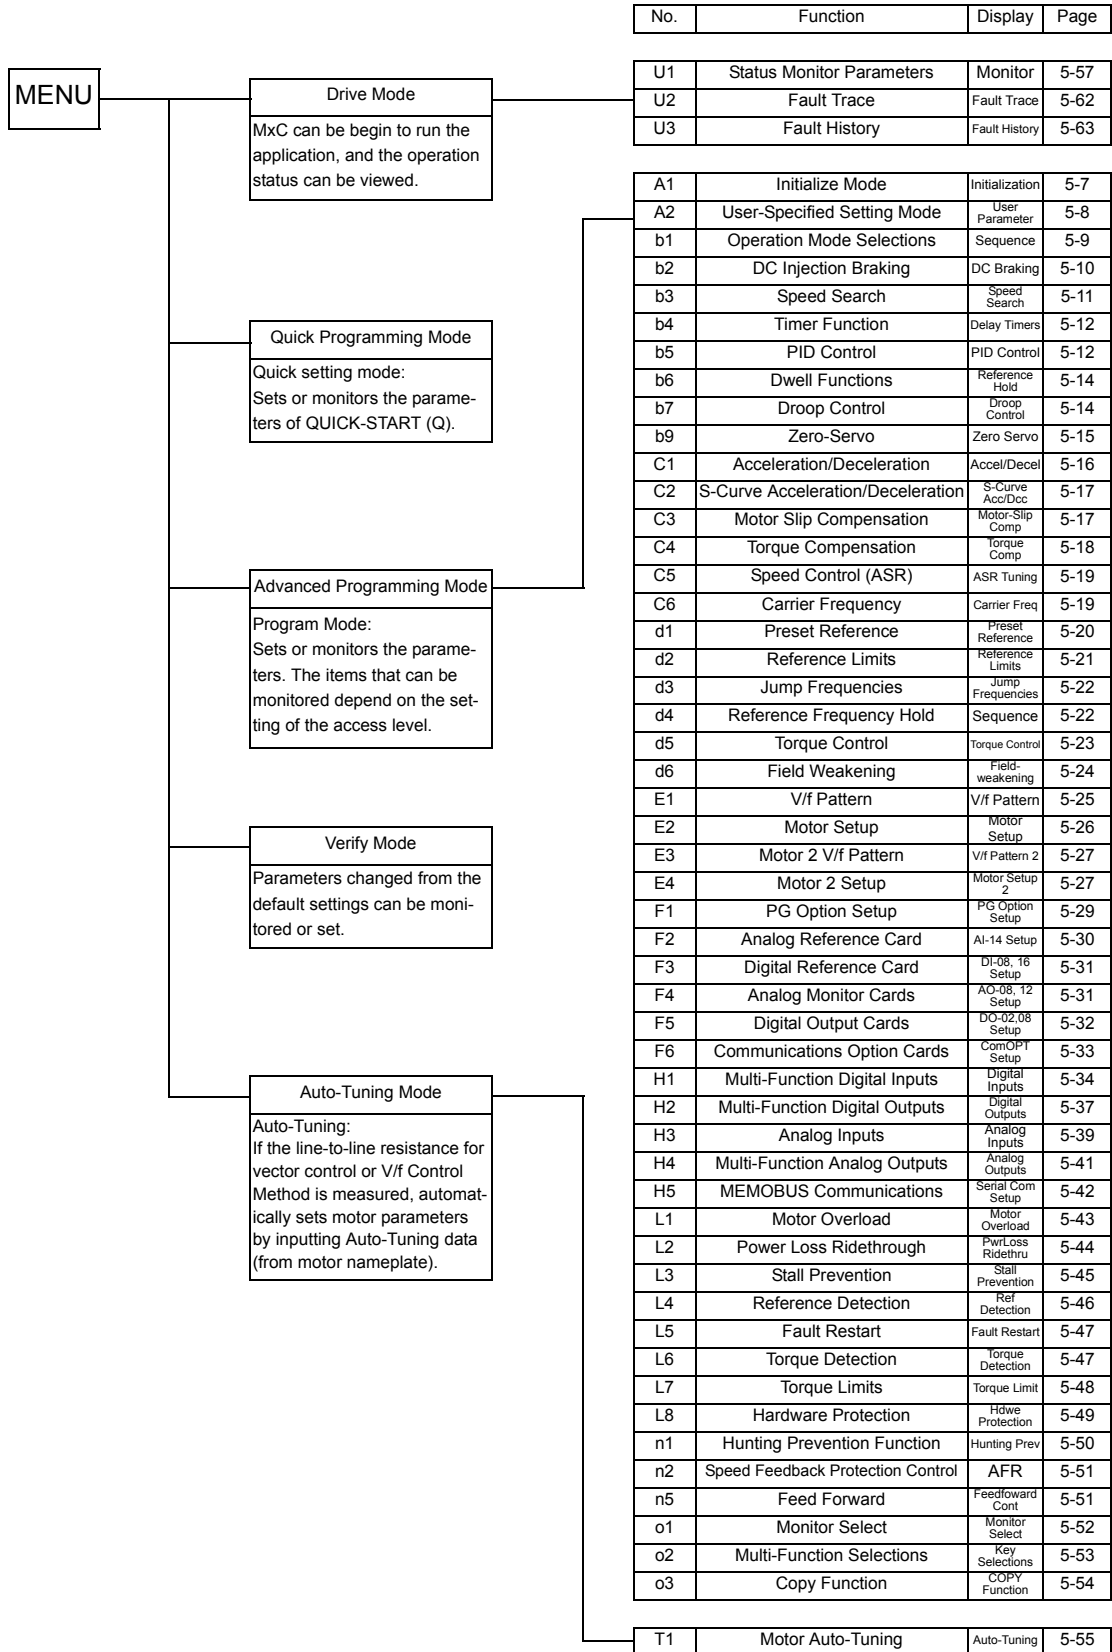 No. Function Display Page
MENU
Drive Mode
MxC can be begin to run the
application, and the operation
status can be viewed.
Quick Programming Mode
Quick setting mode:
Sets or monitors the parame-
ters of QUICK-START (Q).
Advanced Programming Mode
Program Mode:
Sets or monitors the parame-
ters. The items that can be
monitored depend on the set-
ting of the access level.
Verify Mode
Parameters changed from the
default settings can be moni-
tored or set.
Auto-Tuning Mode
Auto-Tuning:
If the line-to-line resistance for
vector control or V/f Control
Method is measured, automat-
ically sets motor parameters
by inputting Auto-Tuning data
(from motor nameplate).
U1 Status Monitor Parameters Monitor 5-57
U2 Fault Trace Fault Trace 5-62
U3 Fault History Fault History 5-63
A1 Initialize Mode Initialization 5-7
A2 User-Specified Setting Mode User Parameter 5-8
b1 Operation Mode Selections Sequence 5-9
b2 DC Injection Braking DC Braking 5-10
b3 Speed Search Speed Search 5-11
b4 Timer Function Delay Timers 5-12
b5 PID Control PID Control 5-12
b6 Dwell Functions Reference Hold 5-14
b7 Droop Control Droop Control 5-14
b9 Zero-Servo Zero Servo 5-15
C1 Acceleration/Deceleration Accel/Decel 5-16
C2 S-Curve Acceleration/Deceleration S-Curve Acc/Dcc 5-17
C3 Motor Slip Compensation Motor-Slip Comp 5-17
C4 Torque Compensation Torque Comp 5-18
C5 Speed Control (ASR) ASR Tuning 5-19
C6 Carrier Frequency Carrier Freq 5-19
d1 Preset Reference Preset Reference 5-20
d2 Reference Limits Reference Limits 5-21
d3 Jump Frequencies Jump Frequencies 5-22
d4 Reference Frequency Hold Sequence 5-22
d5 Torque Control Torque Control 5-23
d6 Field Weakening Field-weakening 5-24
E1 V/f Pattern V/f Pattern 5-25
E2 Motor Setup Motor Setup 5-26
E3 Motor 2 V/f Pattern V/f Pattern 2 5-27
E4 Motor 2 Setup Motor Setup 2 5-27
F1 PG Option Setup PG Option Setup 5-29
F2 Analog Reference Card AI-14 Setup 5-30
F3 Digital Reference Card DI-08, 16 Setup 5-31
F4 Analog Monitor Cards AO-08, 12 Setup 5-31
F5 Digital Output Cards DO-02,08 Setup 5-32
F6 Communications Option Cards ComOPT Setup 5-33
H1 Multi-Function Digital Inputs Digital Inputs 5-34
H2 Multi-Function Digital Outputs Digital Outputs 5-37
H3 Analog Inputs Analog Inputs 5-39
H4 Multi-Function Analog Outputs Analog Outputs 5-41
H5 MEMOBUS Communications Serial Com Setup 5-42
L1 Motor Overload Motor Overload 5-43
L2 Power Loss Ridethrough PwrLoss Ridethru 5-44
L3 Stall Prevention Stall Prevention 5-45
L4 Reference Detection Ref Detection 5-46
L5 Fault Restart Fault Restart 5-47
L6 Torque Detection Torque Detection 5-47
L7 Torque Limits Torque Limit 5-48
L8 Hardware Protection Hdwe Protection 5-49
n1 Hunting Prevention Function Hunting Prev 5-50
n2 Speed Feedback Protection Control AFR 5-51
n5 Feed Forward Feedfoward Cont 5-51
o1 Monitor Select Monitor Select 5-52
o2 Multi-Function Selections Key Selections 5-53
o3 Copy Function COPY Function 5-54
T1 Motor Auto-Tuning Auto-Tuning 5-55